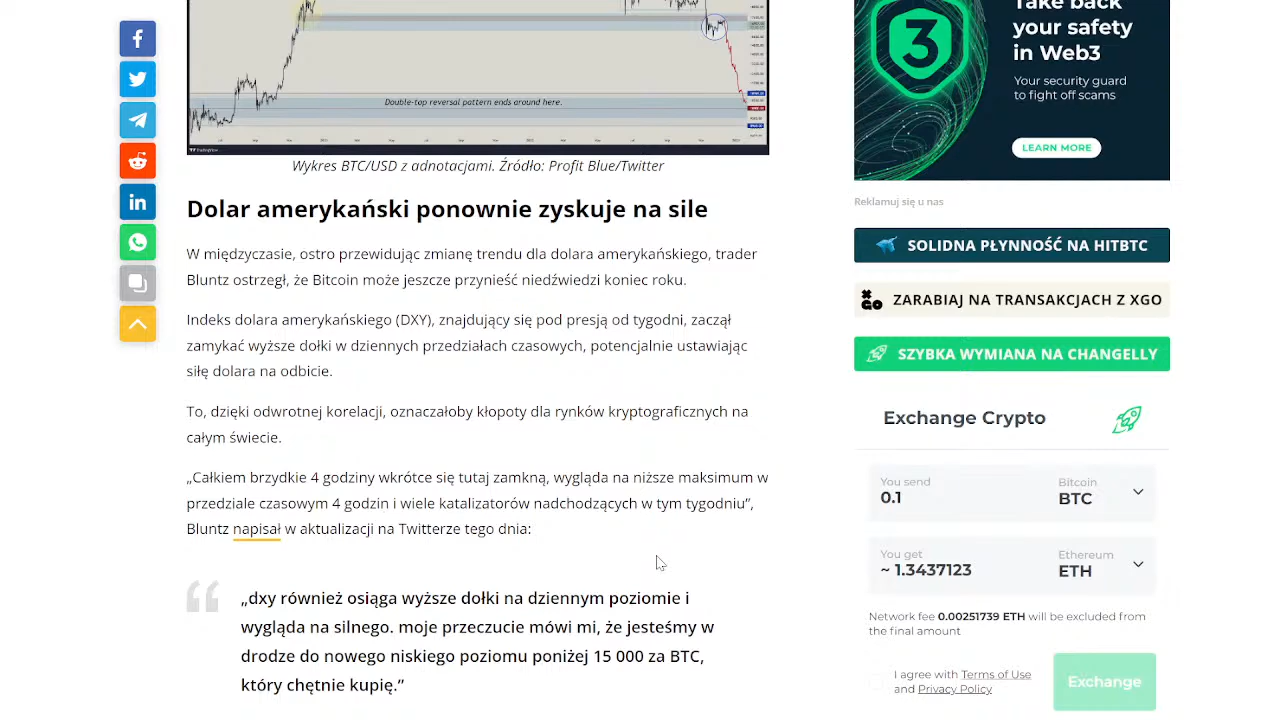 Double-top reversal pattern ends around here.
TradingView
Wykres BTC/USD z adnotacjami. Źródło: Profit Blue/Twitter
Dolar amerykański ponownie zyskuje na sile
W międzyczasie, ostro przewidując zmianę trendu dla dolara amerykańskiego, trader
Bluntz ostrzegł, że Bitcoin może jeszcze przynieść niedźwiedzi koniec roku.
Indeks dolara amerykańskiego (DXY), znajdujący się pod presją od tygodni, zaczął
zamykać wyższe dołki w dziennych przedziałach czasowych, potencjalnie ustawiając
siłę dolara na odbicie.
To, dzięki odwrotnej korelacji, oznaczałoby kłopoty dla rynków kryptograficznych na
całym świecie.
„Całkiem brzydkie 4 godziny wkrótce się tutaj zamkną, wygląda na niższe maksimum w
przedziale czasowym 4 godzin i wiele katalizatorów nadchodzących w tym tygodniu”,
Bluntz napisał w aktualizacji na Twitterze tego dnia:
„dxy również osiąga wyższe dołki na dziennym poziomie i
wygląda na silnego. moje przeczucie mówi mi, że jesteśmy w
drodze do nowego niskiego poziomu poniżej 15 000 za BTC,
który chętnie kupię.”
Take back
your safety
in Web3
3
Your security guard
to fight off scams
LEARN MORE
Reklamuj się u nas
SOLIDNA PŁYNNOŚĆ NA HITBTC
XGO ZARABIAJ NA TRANSAKCJACH Z XGO
SZYBKA WYMIANA NA CHANGELLY
Exchange Crypto
You send Bitcoin
0.1 BTC
You get Ethereum
~ 1.3437123 ETH
Network fee 0.00251739 ETH will be excluded from
the final amount
I agree with Terms of Use
and Privacy Policy
Exchange